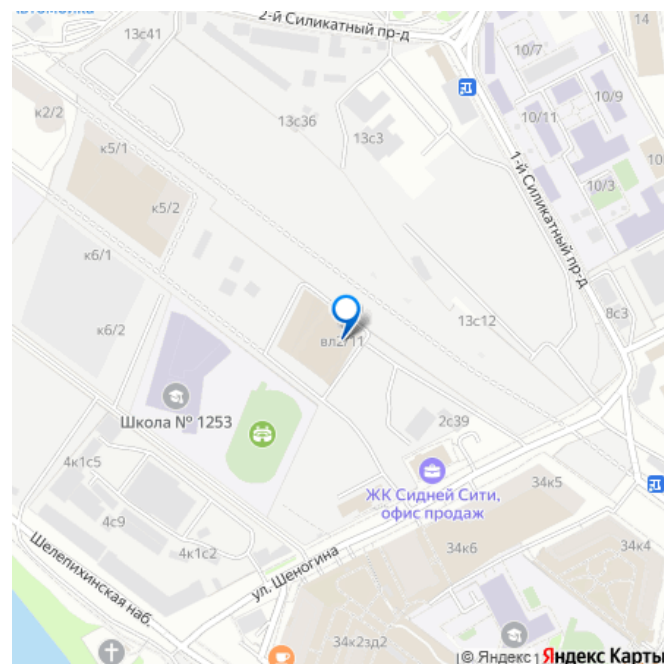 2-й Силикатный пр-д
13с41
14
10/7
к2/2
13с36
10/9
10/11
к5/1
13с3
10/3
1-й Силикатный пр-д
к5/2
к6/1
8с3
13с12
к6/2
вл2/11
Школа № 1253
2с39
4к1с5
ЖК Сидней Сити,
офис продаж
34к5
4с9
34к4
4к1с2
34к6
ул. Шеногина
Шелепихинская наб.
34к2зд2
© Яндекс
Яндекс Карты